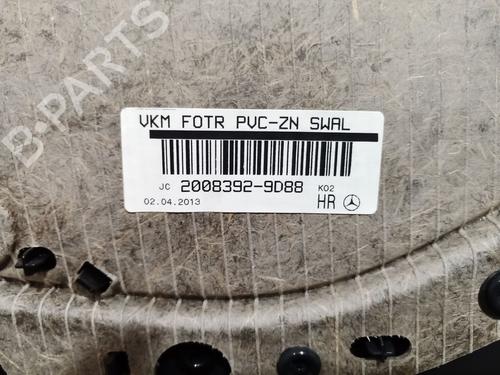 B-PARTS
VKM FOTR PVC-ZN SWAL
JC 2008392-9D88 K02
02.04.2013 HR